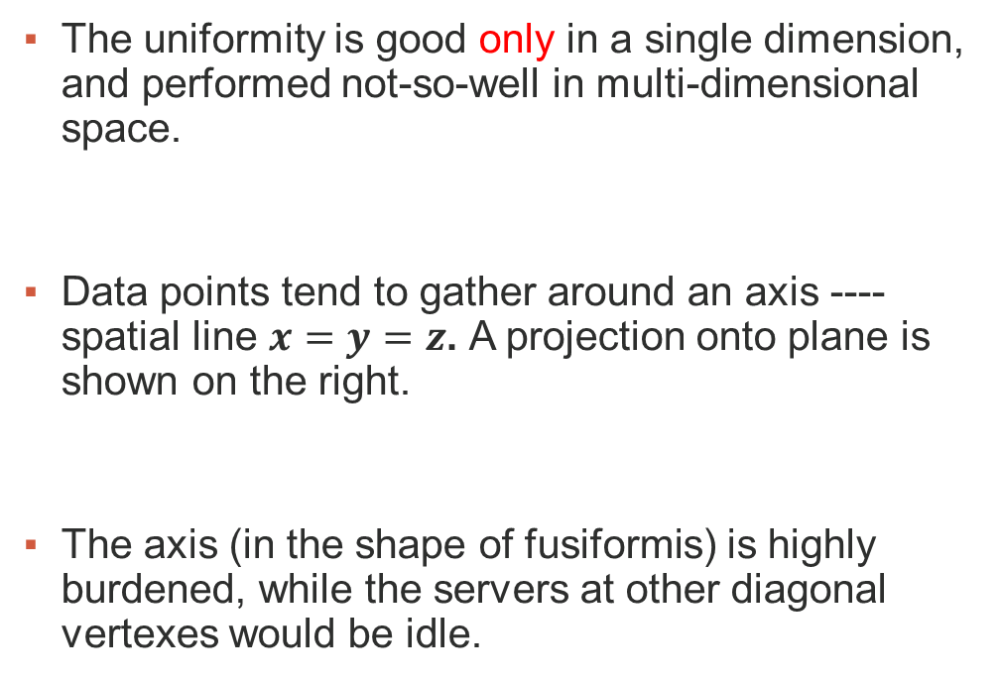 ▪ The uniformity is good only in a single dimension,
and performed not-so-well in multi-dimensional
space.
▪ Data points tend to gather around an axis ----
spatial line x = y = z. A projection onto plane is
shown on the right.
▪ The axis (in the shape of fusiformis) is highly
burdened, while the servers at other diagonal
vertexes would be idle.